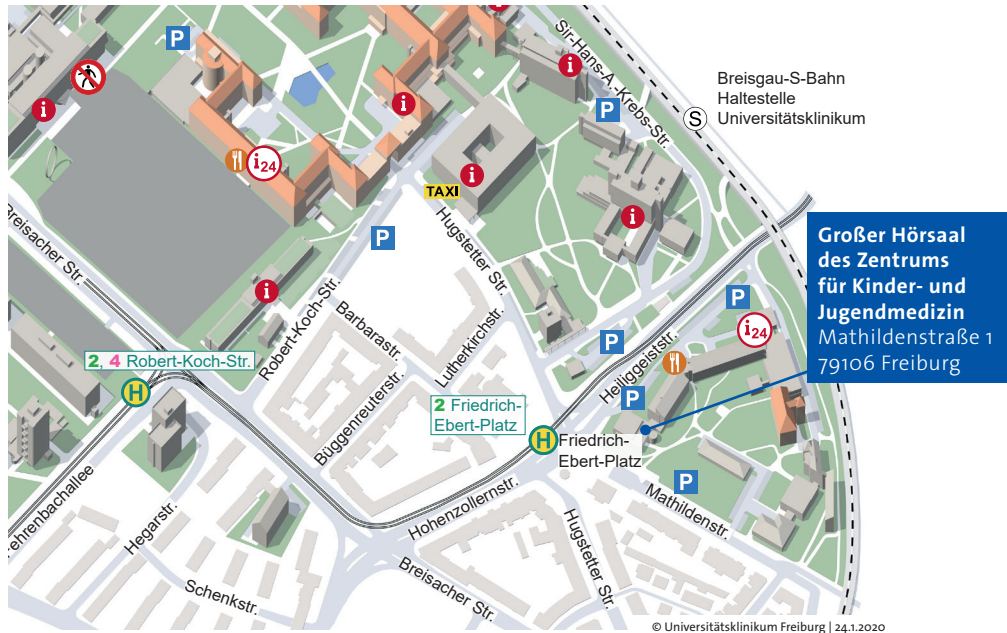 P
Sir-Hans-A.-Krebs-Str.
i
i
P
Breisgau-S-Bahn
Haltestelle
Universitätsklinikum
S
i
i
i24
TAXI
i
i
P
Hugstetter Str.
Breisacher Str.
i
Robert-Koch-Str.
Barbarastr.
Lutherkirchstr.
Büggenreuterstr.
P
P
Heiliggeiststr.
i24
P
Großer Hörsaal
des Zentrums
für Kinder- und
Jugendmedizin
Mathildenstraße 1
79106 Freiburg
2, 4 Robert-Koch-Str.
H
2 Friedrich-
Ebert-Platz
H
Friedrich-
Ebert-Platz
P
Mathildenstr.
Hohenzollernstr.
Hugstetter Str.
Breisacher Str.
Fehrenbachallee
Hegarstr.
Schenkstr.
© Universitätsklinikum Freiburg | 24.1.2020